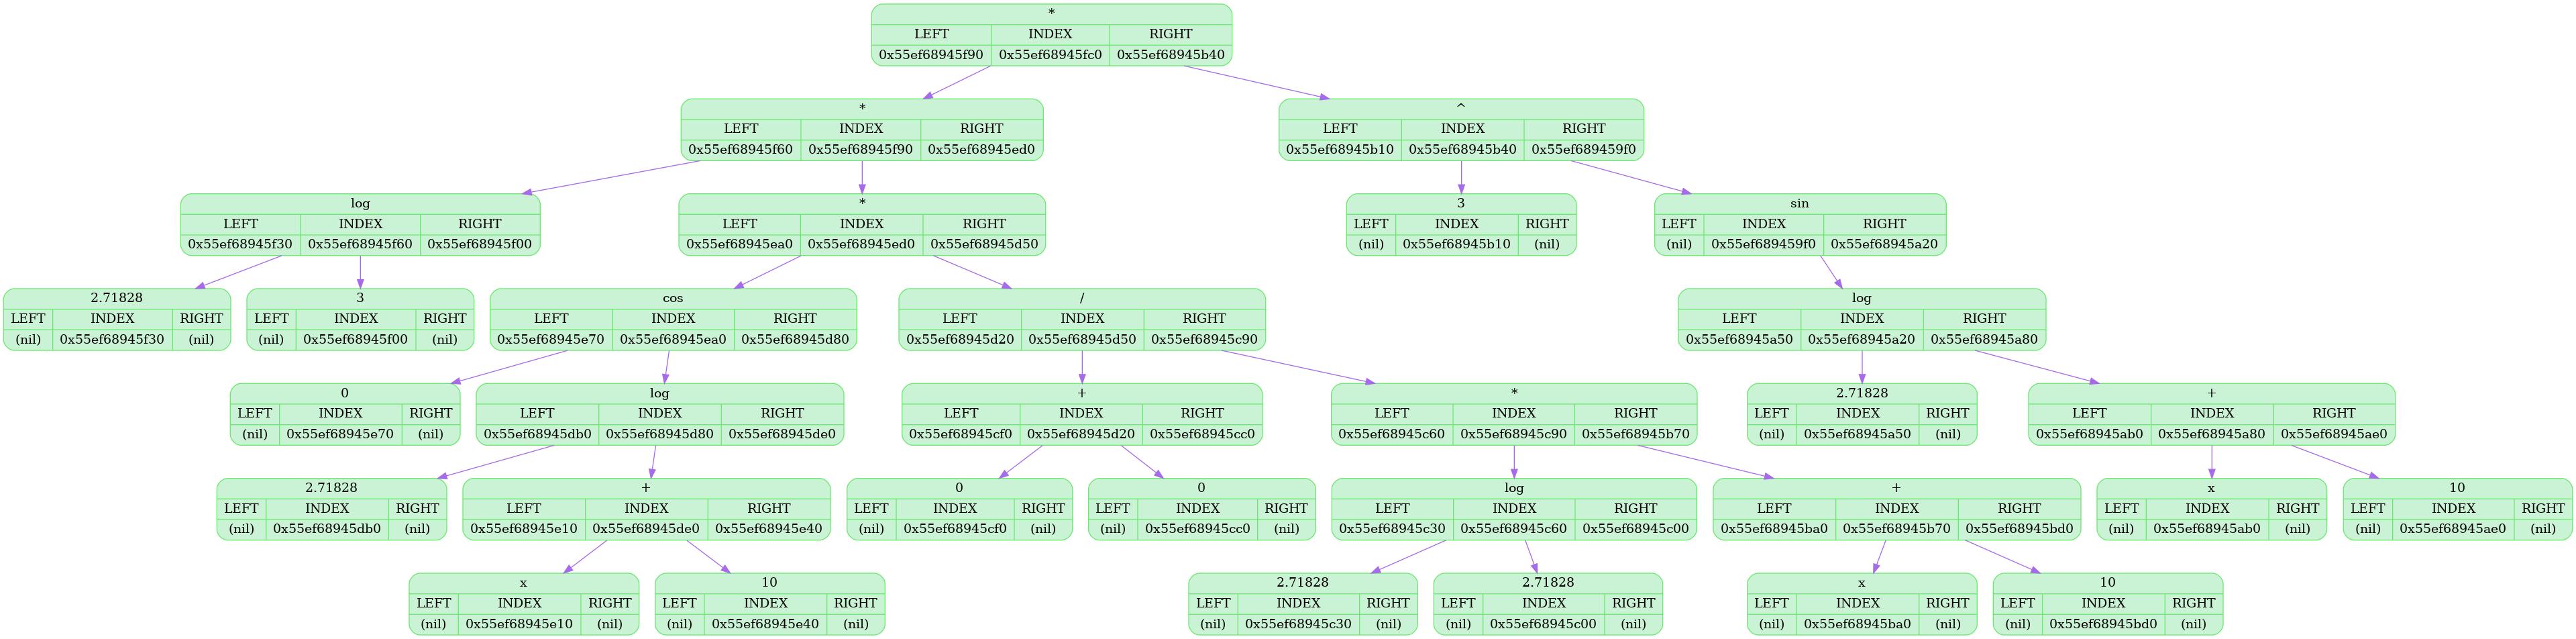 *
LEFT INDEX RIGHT
0x55ef68945f90 0x55ef68945fc0 0x55ef68945b40
*
LEFT INDEX RIGHT
0x55ef68945f60 0x55ef68945f90 0x55ef68945ed0
^
LEFT INDEX RIGHT
0x55ef68945b10 0x55ef68945b40 0x55ef689459f0
log
LEFT INDEX RIGHT
0x55ef68945f30 0x55ef68945f60 0x55ef68945f00
*
LEFT INDEX RIGHT
0x55ef68945ea0 0x55ef68945ed0 0x55ef68945d50
3
LEFT INDEX RIGHT
(nil) 0x55ef68945b10 (nil)
sin
LEFT INDEX RIGHT
(nil) 0x55ef689459f0 0x55ef68945a20
2.71828
LEFT INDEX RIGHT
(nil) 0x55ef68945f30 (nil)
3
LEFT INDEX RIGHT
(nil) 0x55ef68945f00 (nil)
cos
LEFT INDEX RIGHT
0x55ef68945e70 0x55ef68945ea0 0x55ef68945d80
/
LEFT INDEX RIGHT
0x55ef68945d20 0x55ef68945d50 0x55ef68945c90
log
LEFT INDEX RIGHT
0x55ef68945a50 0x55ef68945a20 0x55ef68945a80
0
LEFT INDEX RIGHT
(nil) 0x55ef68945e70 (nil)
log
LEFT INDEX RIGHT
0x55ef68945db0 0x55ef68945d80 0x55ef68945de0
+
LEFT INDEX RIGHT
0x55ef68945cf0 0x55ef68945d20 0x55ef68945cc0
*
LEFT INDEX RIGHT
0x55ef68945c60 0x55ef68945c90 0x55ef68945b70
2.71828
LEFT INDEX RIGHT
(nil) 0x55ef68945a50 (nil)
+
LEFT INDEX RIGHT
0x55ef68945ab0 0x55ef68945a80 0x55ef68945ae0
2.71828
LEFT INDEX RIGHT
(nil) 0x55ef68945db0 (nil)
+
LEFT INDEX RIGHT
0x55ef68945e10 0x55ef68945de0 0x55ef68945e40
0
LEFT INDEX RIGHT
(nil) 0x55ef68945cf0 (nil)
0
LEFT INDEX RIGHT
(nil) 0x55ef68945cc0 (nil)
log
LEFT INDEX RIGHT
0x55ef68945c30 0x55ef68945c60 0x55ef68945c00
+
LEFT INDEX RIGHT
0x55ef68945ba0 0x55ef68945b70 0x55ef68945bd0
x
LEFT INDEX RIGHT
(nil) 0x55ef68945ab0 (nil)
10
LEFT INDEX RIGHT
(nil) 0x55ef68945ae0 (nil)
x
LEFT INDEX RIGHT
(nil) 0x55ef68945e10 (nil)
10
LEFT INDEX RIGHT
(nil) 0x55ef68945e40 (nil)
2.71828
LEFT INDEX RIGHT
(nil) 0x55ef68945c30 (nil)
2.71828
LEFT INDEX RIGHT
(nil) 0x55ef68945c00 (nil)
x
LEFT INDEX RIGHT
(nil) 0x55ef68945ba0 (nil)
10
LEFT INDEX RIGHT
(nil) 0x55ef68945bd0 (nil)